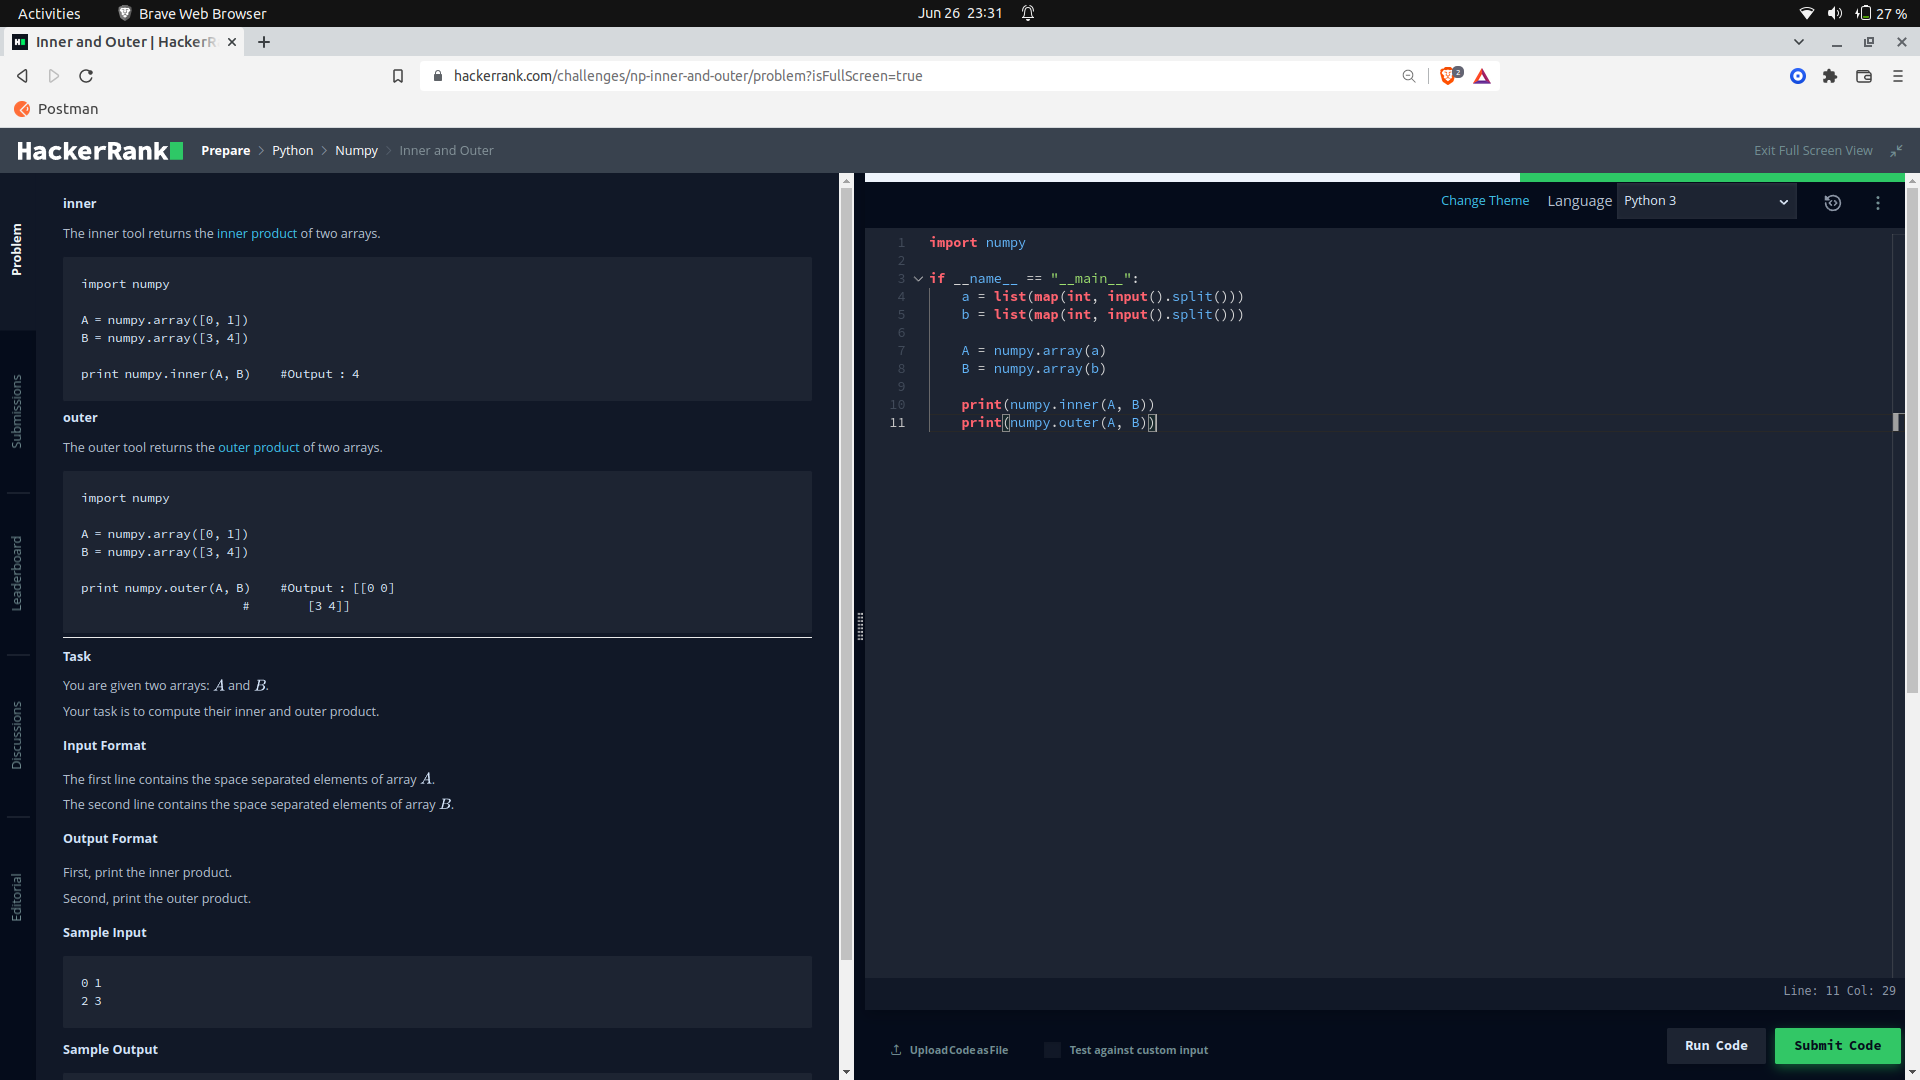 Activities
Brave Web Browser
Jun 26 23:31
27 %
Inner and Outer | HackerR
hackerrank.com/challenges/np-inner-and-outer/problem?isFullScreen=true
2
Postman
HackerRank
Prepare > Python > Numpy > Inner and Outer
Exit Full Screen View
Problem
Submissions
Leaderboard
Discussions
Editorial
inner
The inner tool returns the inner product of two arrays.
import numpy
A = numpy.array([0, 1])
B = numpy.array([3, 4])
print numpy.inner(A, B)    #Output : 4
outer
The outer tool returns the outer product of two arrays.
import numpy
A = numpy.array([0, 1])
B = numpy.array([3, 4])
print numpy.outer(A, B)    #Output : [[0 0]
#        [3 4]]
Task
You are given two arrays: A and B.
Your task is to compute their inner and outer product.
Input Format
The first line contains the space separated elements of array A.
The second line contains the space separated elements of array B.
Output Format
First, print the inner product.
Second, print the outer product.
Sample Input
0 1
2 3
Sample Output
Change Theme
Language
Python 3
1 import numpy
2
3 if __name__ == "__main__":
4     a = list(map(int, input().split()))
5     b = list(map(int, input().split()))
6
7     A = numpy.array(a)
8     B = numpy.array(b)
9
10     print(numpy.inner(A, B))
11     print(numpy.outer(A, B))
Line: 11 Col: 29
Upload Code as File
Test against custom input
Run Code
Submit Code